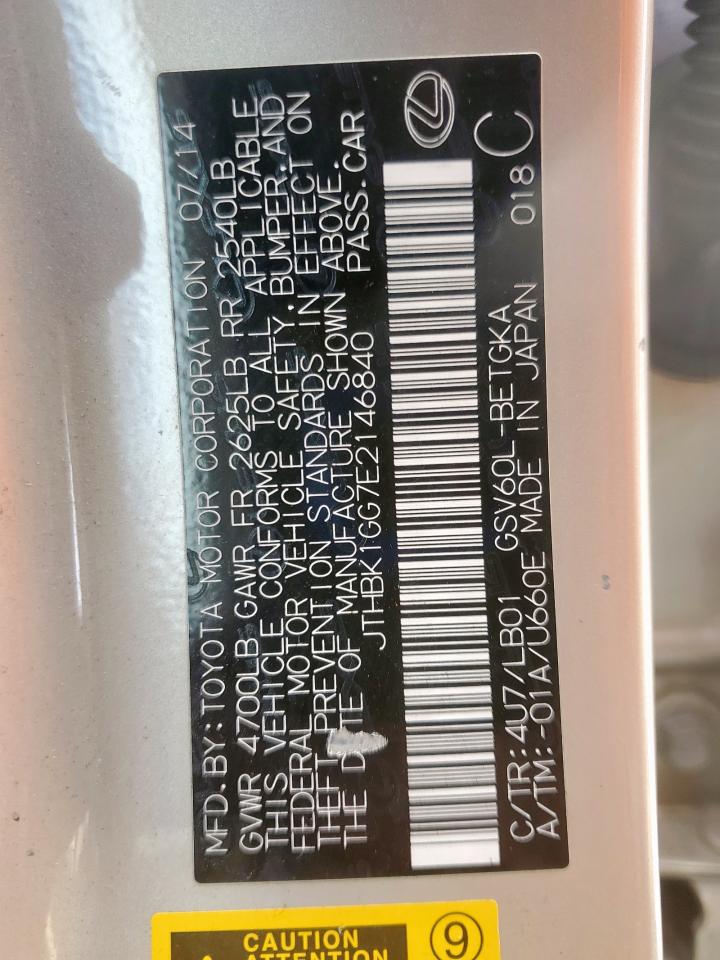 MFD. BY: TOYOTA MOTOR CORPORATION 07/14
GVWR 4700LB GAWR FR 2625LB RR 2540LB
THIS VEHICLE CONFORMS TO ALL APPLICABLE
FEDERAL MOTOR VEHICLE SAFETY, BUMPER, AND
THEFT PREVENTION STANDARDS IN EFFECT ON
THE DATE OF MANUFACTURE SHOWN ABOVE.
JTHBK1GG7E2146840 PASS. CAR
C/TR: 4U7/LB01 GSV60L-BETGKA 018 C
A/TM: -01A/U660E MADE IN JAPAN
CAUTION
ATTENTION
9